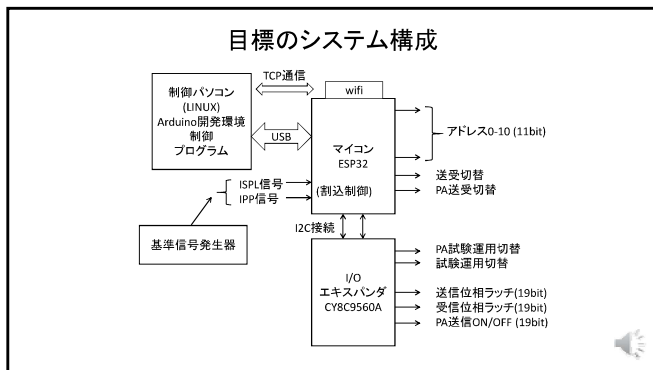 目標のシステム構成
TCP通信
wifi
制御パソコン
(LINUX)
Arduino開発環境
制御
プログラム
USB
マイコン
ESP32
(割込制御)
アドレス0-10 (11bit)
送受切替
PA送受切替
ISPL信号
IPP信号
基準信号発生器
I2C接続
I/O
エキスパンダ
CY8C9560A
PA試験運用切替
試験運用切替
送信位相ラッチ(19bit)
受信位相ラッチ(19bit)
PA送信ON/OFF (19bit)